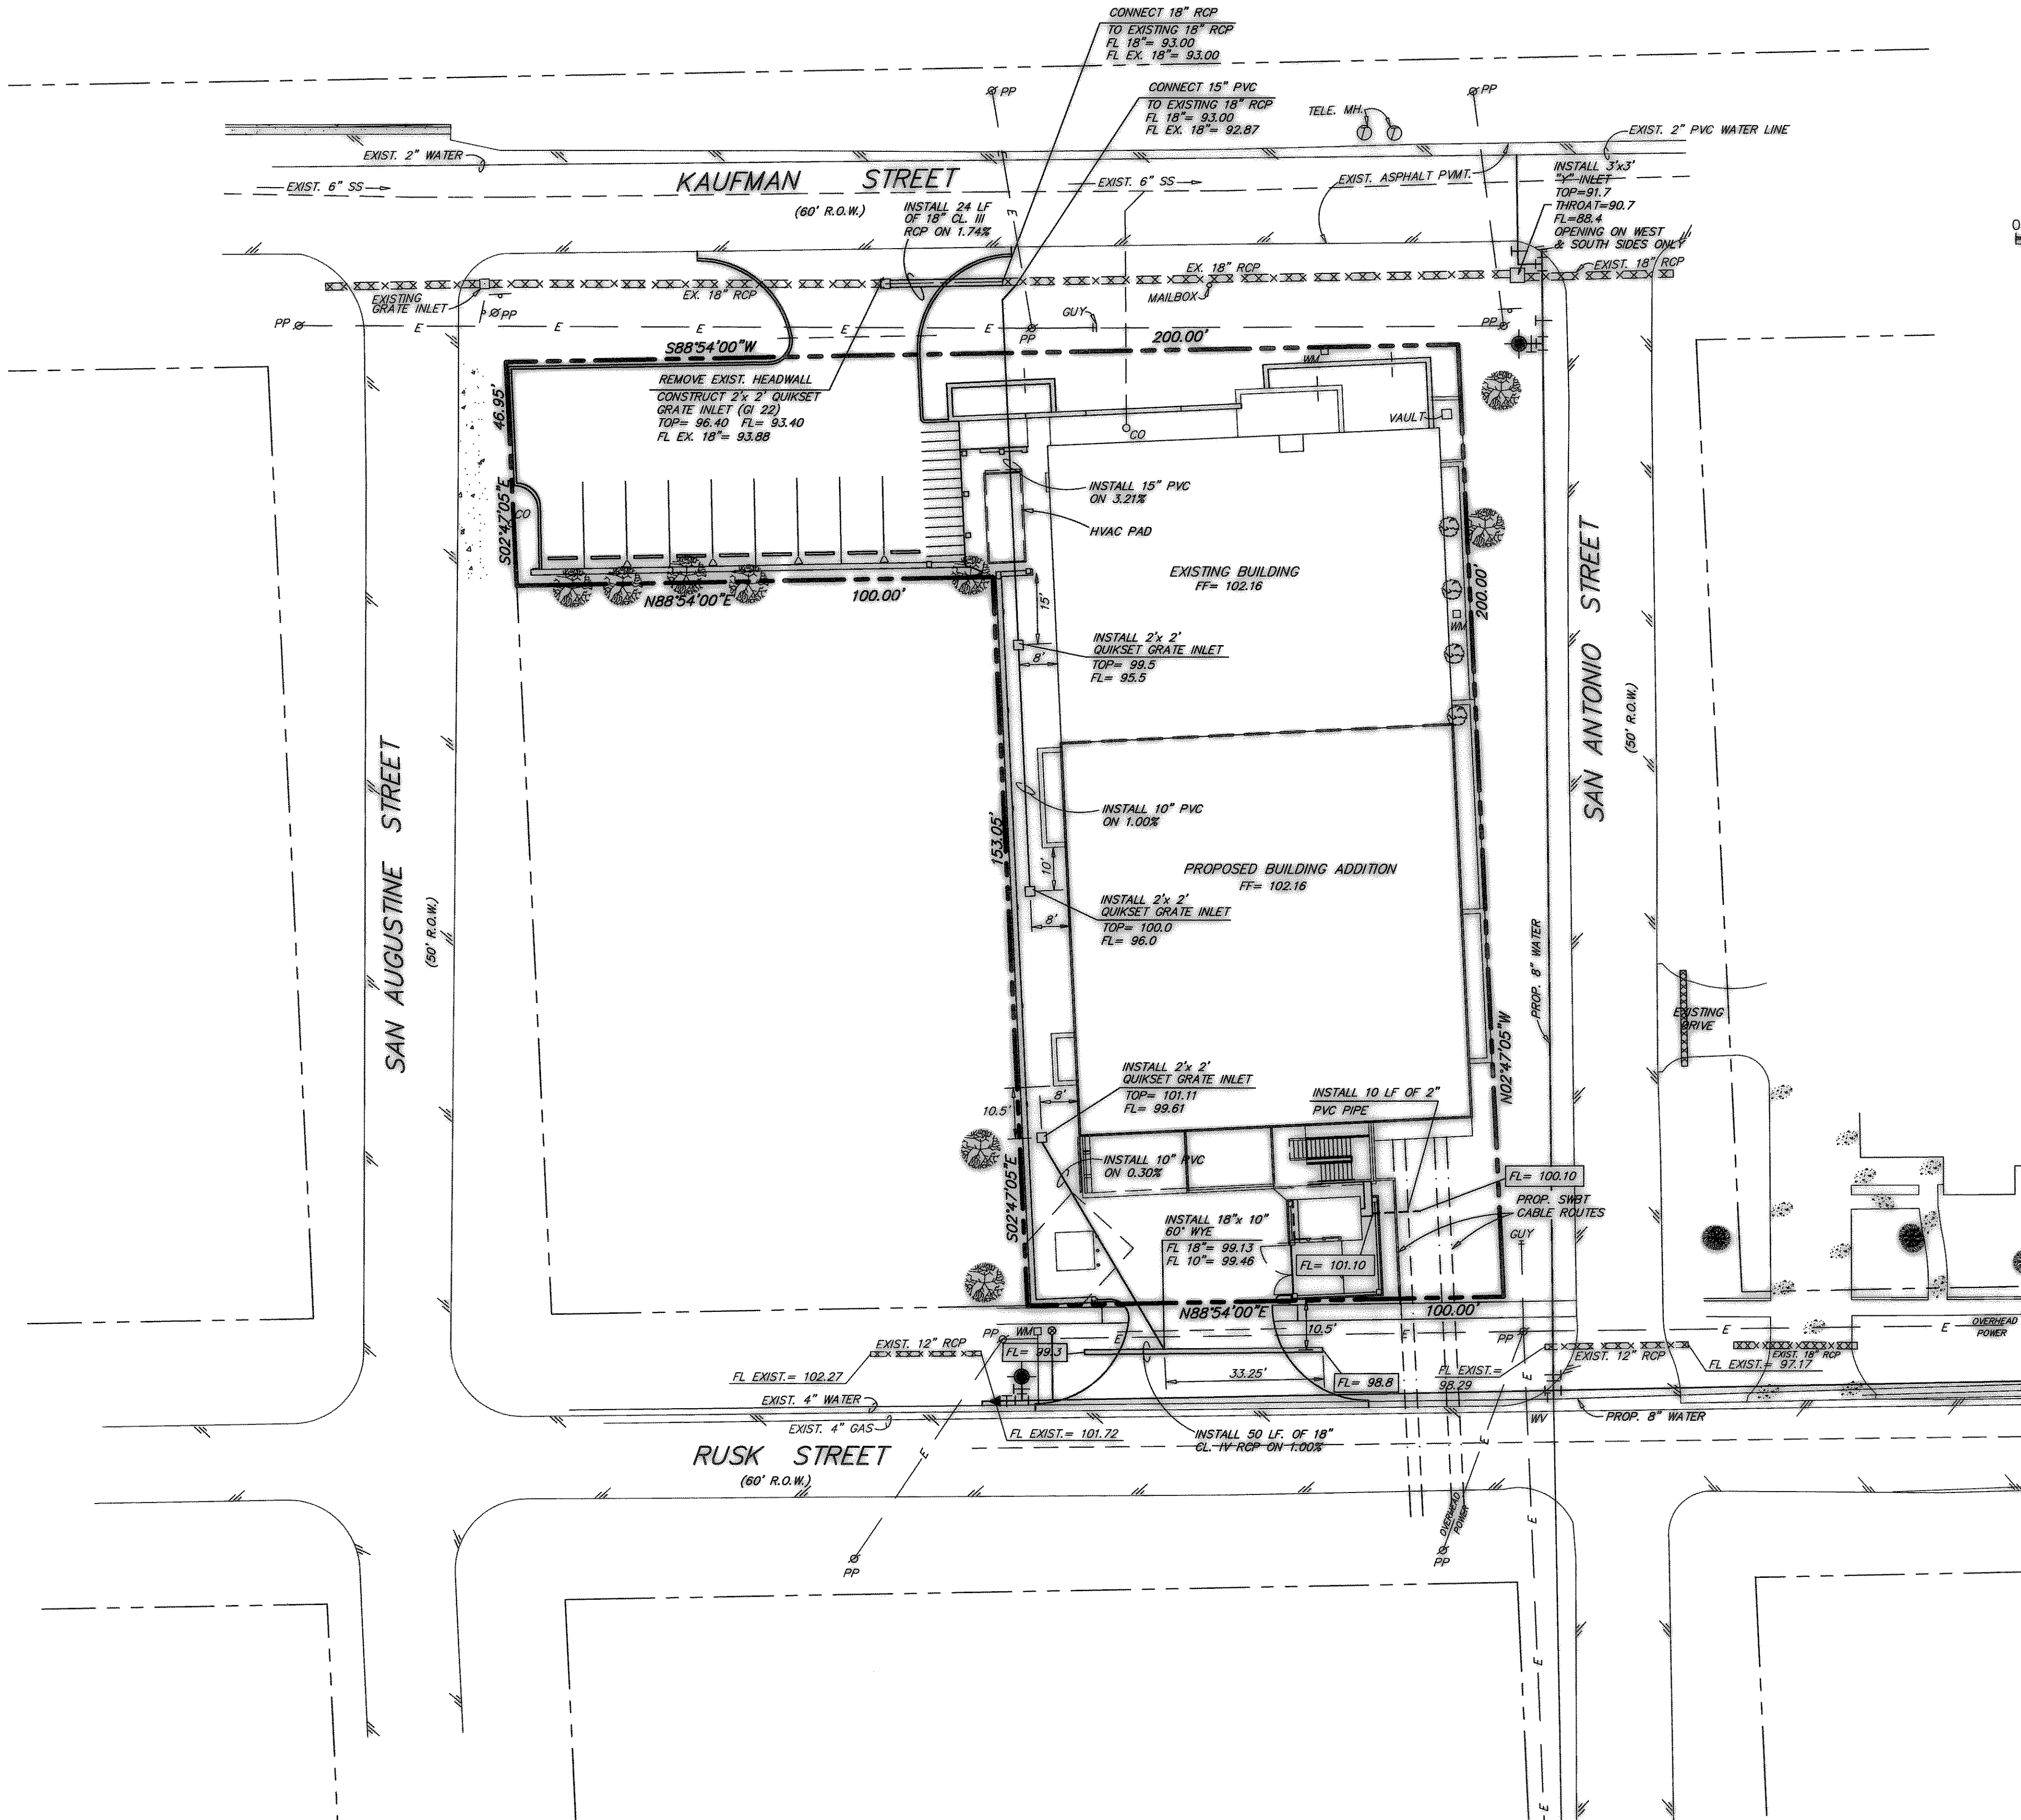 CONNECT 18" RCP
TO EXISTING 18" RCP
FL 18"= 93.00
FL EX. 18"= 93.00
CONNECT 15" PVC
TO EXISTING 18" RCP
FL 18"= 93.00
FL EX. 18"= 92.87
PP
PP
TELE. MH.
EXIST. 2" PVC WATER LINE
EXIST. 2" WATER
EXIST. 6" SS
KAUFMAN STREET
(60' R.O.W.)
EXIST. 6" SS
EXIST. ASPHALT PVMT.
INSTALL 3'x3'
"Y" INLET
TOP=91.7
THROAT=90.7
FL=88.4
OPENING ON WEST
& SOUTH SIDES ONLY
INSTALL 24 LF
OF 18" CL. III
RCP ON 1.74%
E
EX. 18" RCP
EXIST. 18" RCP
EXISTING
GRATE INLET
EX. 18" RCP
MAILBOX
PP
PP
GUY
PP
PP
E
E
E
E
E
S88°54'00"W
200.00'
WM
REMOVE EXIST. HEADWALL
CONSTRUCT 2'x 2' QUIKSET
GRATE INLET (GI 22)
TOP= 96.40 FL= 93.40
FL EX. 18"= 93.88
46.95'
VAULT
CO
S02°47'05"E
CO
INSTALL 15" PVC
ON 3.21%
HVAC PAD
EXISTING BUILDING
FF= 102.16
N88°54'00"E
100.00'
15'
200.00'
WM
INSTALL 2'x 2'
QUIKSET GRATE INLET
TOP= 99.5
FL= 95.5
8'
SAN ANTONIO STREET
(50' R.O.W.)
SAN AUGUSTINE STREET
(50' R.O.W.)
153.05'
INSTALL 10" PVC
ON 1.00%
10'
PROPOSED BUILDING ADDITION
FF= 102.16
INSTALL 2'x 2'
QUIKSET GRATE INLET
TOP= 100.0
FL= 96.0
8'
PROP. 8" WATER
EXISTING
DRIVE
N02°47'05"W
INSTALL 2'x 2'
QUIKSET GRATE INLET
TOP= 101.11
FL= 99.61
8'
10.5'
INSTALL 10 LF OF 2"
PVC PIPE
INSTALL 10" PVC
ON 0.30%
S02°47'05"E
FL= 100.10
PROP. SWBT
CABLE ROUTES
GUY
INSTALL 18"x 10"
60° WYE
FL 18"= 99.13
FL 10"= 99.46
FL= 101.10
N88°54'00"E
100.00'
10.5'
PP
WM
E
E
PP
E
E
OVERHEAD
POWER
EXIST. 12" RCP
FL= 99.3
FL EXIST.= 102.27
33.25'
FL= 98.8
FL EXIST.=
98.29
EXIST. 12" RCP
FL EXIST.= 97.17
EXIST. 18" RCP
EXIST. 4" WATER
EXIST. 4" GAS
FL EXIST.= 101.72
INSTALL 50 LF. OF 18"
CL. IV RCP ON 1.00%
WV
PROP. 8" WATER
RUSK STREET
(60' R.O.W.)
E
E
E
OVERHEAD
POWER
E
PP
PP
E
E
E